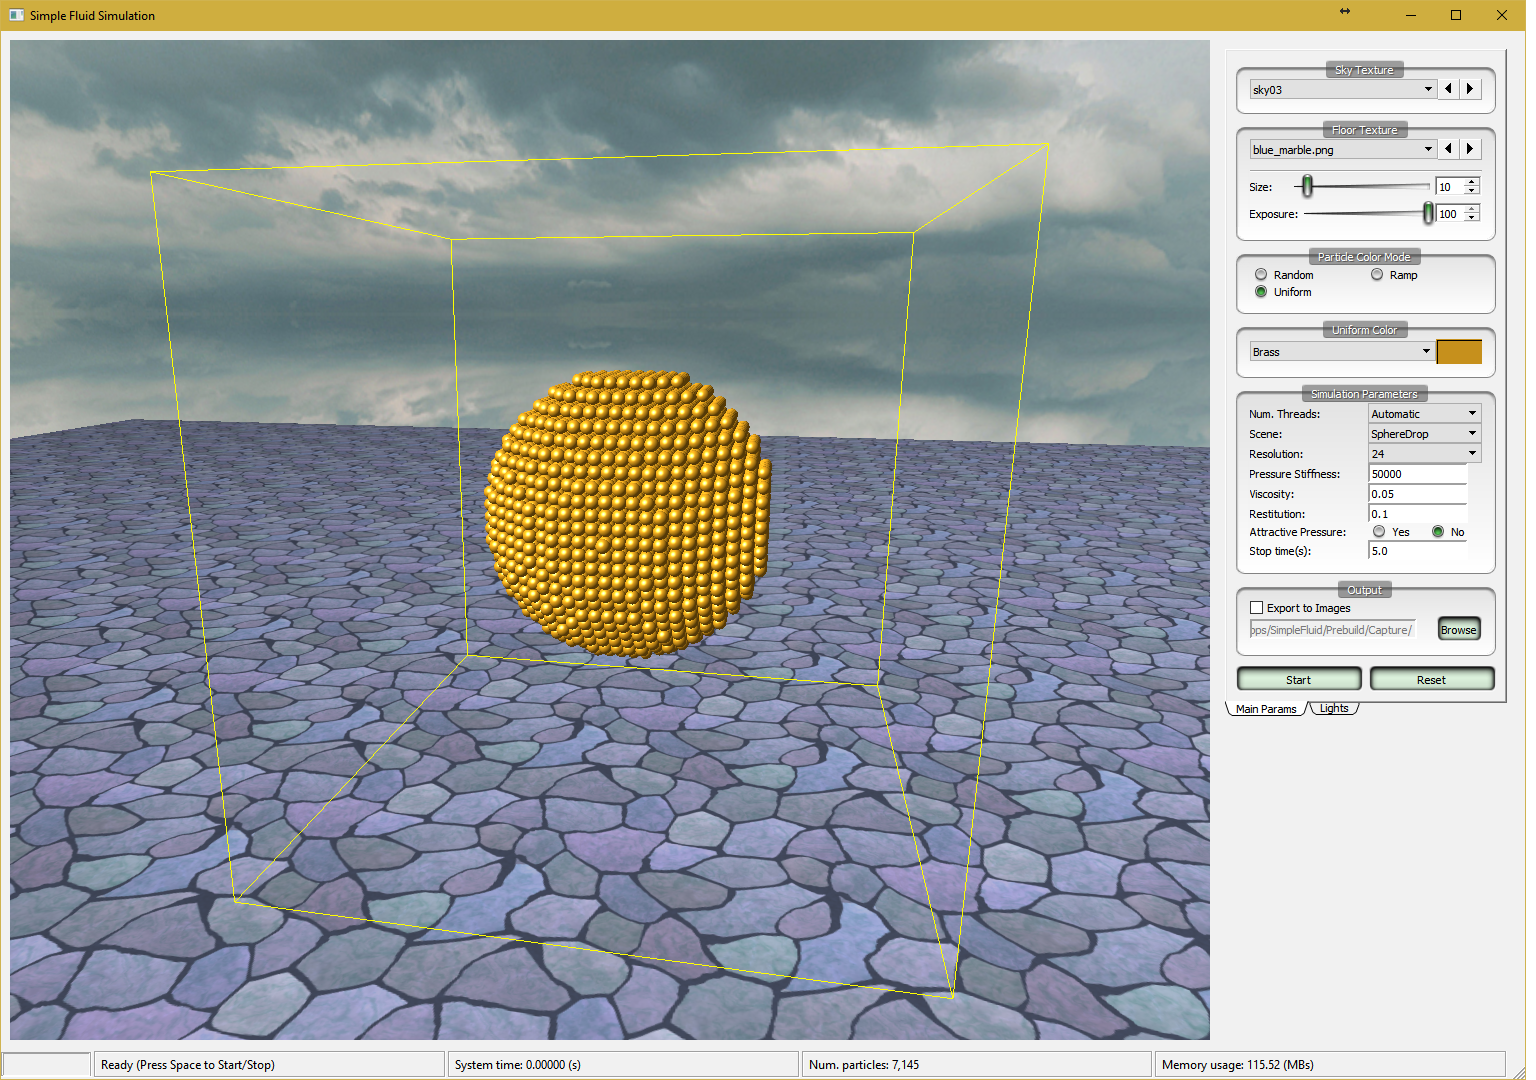 Simple Fluid Simulation
Sky Texture
sky03
Floor Texture
blue_marble.png
Size: 10
Exposure: 100
Particle Color Mode
Random Ramp
Uniform
Uniform Color
Brass
Simulation Parameters
Num. Threads: Automatic
Scene: SphereDrop
Resolution: 24
Pressure Stiffness: 50000
Viscosity: 0.05
Restitution: 0.1
Attractive Pressure: Yes No
Stop time(s): 5.0
Output
Export to Images
ops/SimpleFluid/Prebuild/Capture/ Browse
Start Reset
Main Params Lights
Ready (Press Space to Start/Stop) System time: 0.00000 (s) Num. particles: 7,145 Memory usage: 115.52 (MBs)